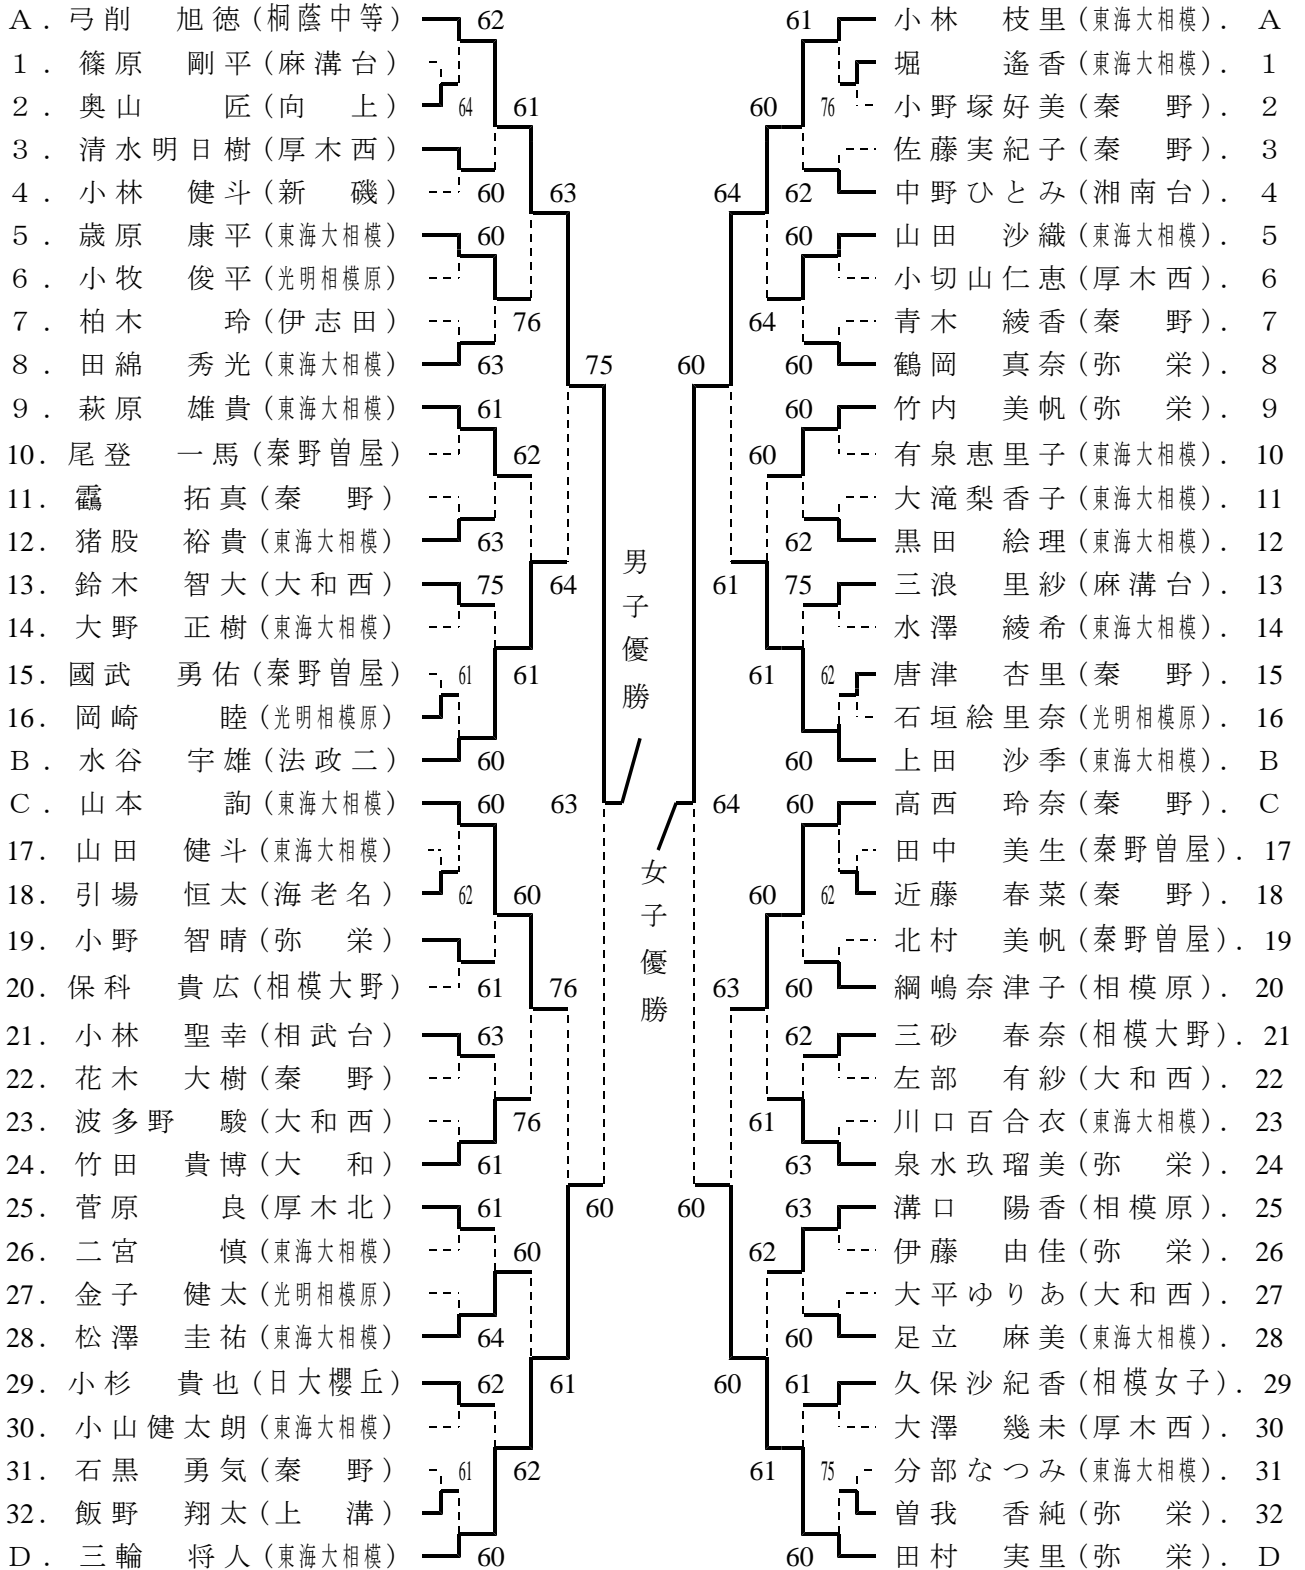 A． 弓削 旭徳(桐蔭中等) 62 61 小林 枝里(東海大相模)． A
1． 篠原 剛平(麻溝台) 堀 遙香(東海大相模)． 1
2． 奥山 匠(向 上) 64 61 60 76 小野塚好美(秦 野)． 2
3． 清水明日樹(厚木西) 佐藤実紀子(秦 野)． 3
4． 小林 健斗(新 磯) 60 63 64 62 中野ひとみ(湘南台)． 4
5． 歳原 康平(東海大相模) 60 60 山田 沙織(東海大相模)． 5
6． 小牧 俊平(光明相模原) 小切山仁恵(厚木西)． 6
7． 柏木 玲(伊志田) 76 64 青木 綾香(秦 野)． 7
8． 田綿 秀光(東海大相模) 63 75 60 60 鶴岡 真奈(弥 栄)． 8
9． 萩原 雄貴(東海大相模) 61 60 竹内 美帆(弥 栄)． 9
10． 尾登 一馬(秦野曽屋) 62 60 有泉恵里子(東海大相模)． 10
11． 靍 拓真(秦 野) 大滝梨香子(東海大相模)． 11
12． 猪股 裕貴(東海大相模) 63 62 黒田 絵理(東海大相模)． 12
13． 鈴木 智大(大和西) 75 64 男子優勝 61 75 三浪 里紗(麻溝台)． 13
14． 大野 正樹(東海大相模) 水澤 綾希(東海大相模)． 14
15． 國武 勇佑(秦野曽屋) 61 61 61 62 唐津 杏里(秦 野)． 15
16． 岡崎 睦(光明相模原) 石垣絵里奈(光明相模原)． 16
B． 水谷 宇雄(法政二) 60 60 上田 沙季(東海大相模)． B
C． 山本 詢(東海大相模) 60 63 64 60 高西 玲奈(秦 野)． C
17． 山田 健斗(東海大相模) 田中 美生(秦野曽屋)． 17
18． 引場 恒太(海老名) 62 60 女子優勝 60 62 近藤 春菜(秦 野)． 18
19． 小野 智晴(弥 栄) 北村 美帆(秦野曽屋)． 19
20． 保科 貴広(相模大野) 61 76 63 60 綱嶋奈津子(相模原)． 20
21． 小林 聖幸(相武台) 63 62 三砂 春奈(相模大野)． 21
22． 花木 大樹(秦 野) 左部 有紗(大和西)． 22
23． 波多野 駿(大和西) 76 61 川口百合衣(東海大相模)． 23
24． 竹田 貴博(大 和) 61 63 泉水玖瑠美(弥 栄)． 24
25． 菅原 良(厚木北) 61 60 60 63 溝口 陽香(相模原)． 25
26． 二宮 慎(東海大相模) 60 62 伊藤 由佳(弥 栄)． 26
27． 金子 健太(光明相模原) 大平ゆりあ(大和西)． 27
28． 松澤 圭祐(東海大相模) 64 60 足立 麻美(東海大相模)． 28
29． 小杉 貴也(日大櫻丘) 62 61 60 61 久保沙紀香(相模女子)． 29
30． 小山健太朗(東海大相模) 大澤 幾未(厚木西)． 30
31． 石黒 勇気(秦 野) 61 62 61 75 分部なつみ(東海大相模)． 31
32． 飯野 翔太(上 溝) 曽我 香純(弥 栄)． 32
D． 三輪 将人(東海大相模) 60 60 田村 実里(弥 栄)． D